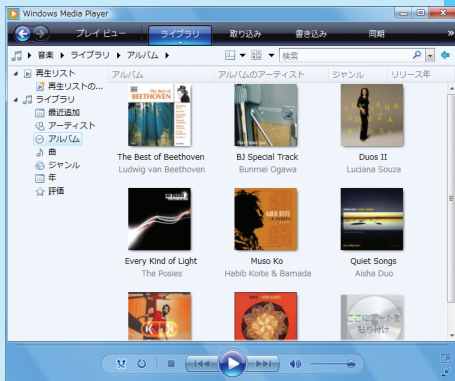 Windows Media Player
プレイ ビュー
ライブラリ
取り込み
書き込み
同期
»
音楽
ライブラリ
アルバム
検索
再生リスト
再生リストの...
ライブラリ
最近追加
アーティスト
アルバム
曲
ジャンル
年
評価
アルバム
アルバムのアーティスト
ジャンル
リリース年
The Best of
BEETHOVEN
The Best of Beethoven
Ludwig van Beethoven
BJ Special Track
Bunmei Ogawa
Duos II
Luciana Souza
Every Kind of Light
The Posies
HABIB KOITÉ
Muso Ko
Habib Koite & Bamada
Quiet Songs
Aisha Duo
ここにアートを
貼り付け